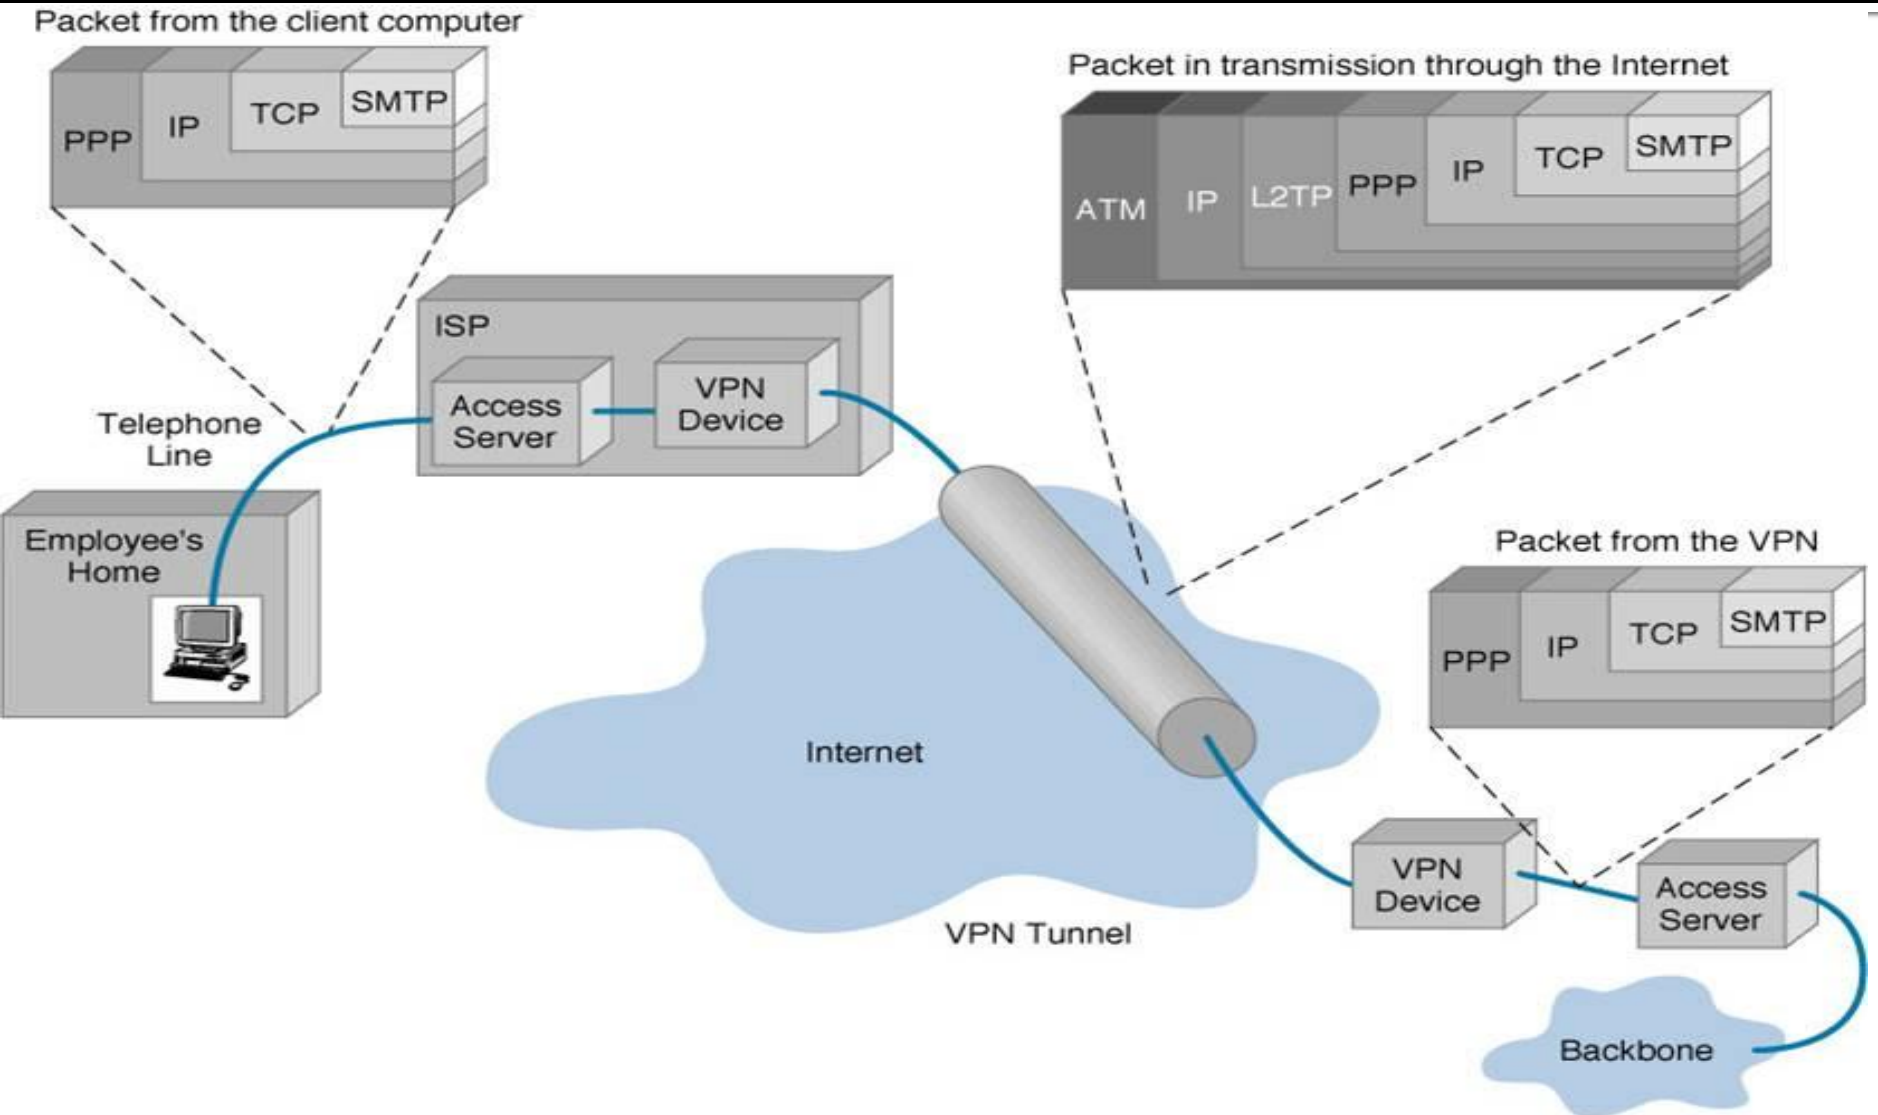 Packet from the client computer
PPP
IP
TCP
SMTP
Packet in transmission through the Internet
ATM
IP
L2TP
PPP
IP
TCP
SMTP
ISP
Access
Server
VPN
Device
Telephone
Line
Employee's
Home
Packet from the VPN
PPP
IP
TCP
SMTP
Internet
VPN Tunnel
VPN
Device
Access
Server
Backbone